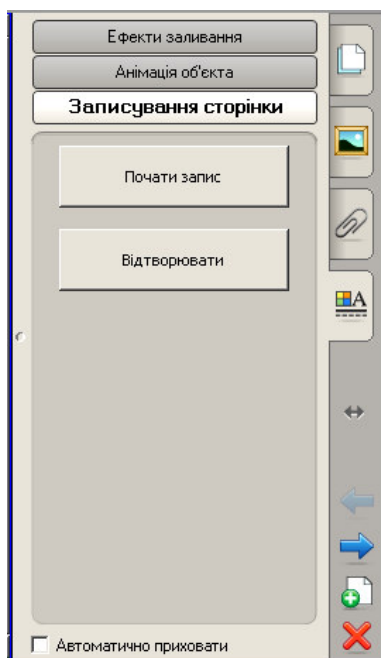 Ефекти заливання
Анімація об'єкта
Записування сторінки
Почати запис
Відтворювати
A
Автоматично приховати